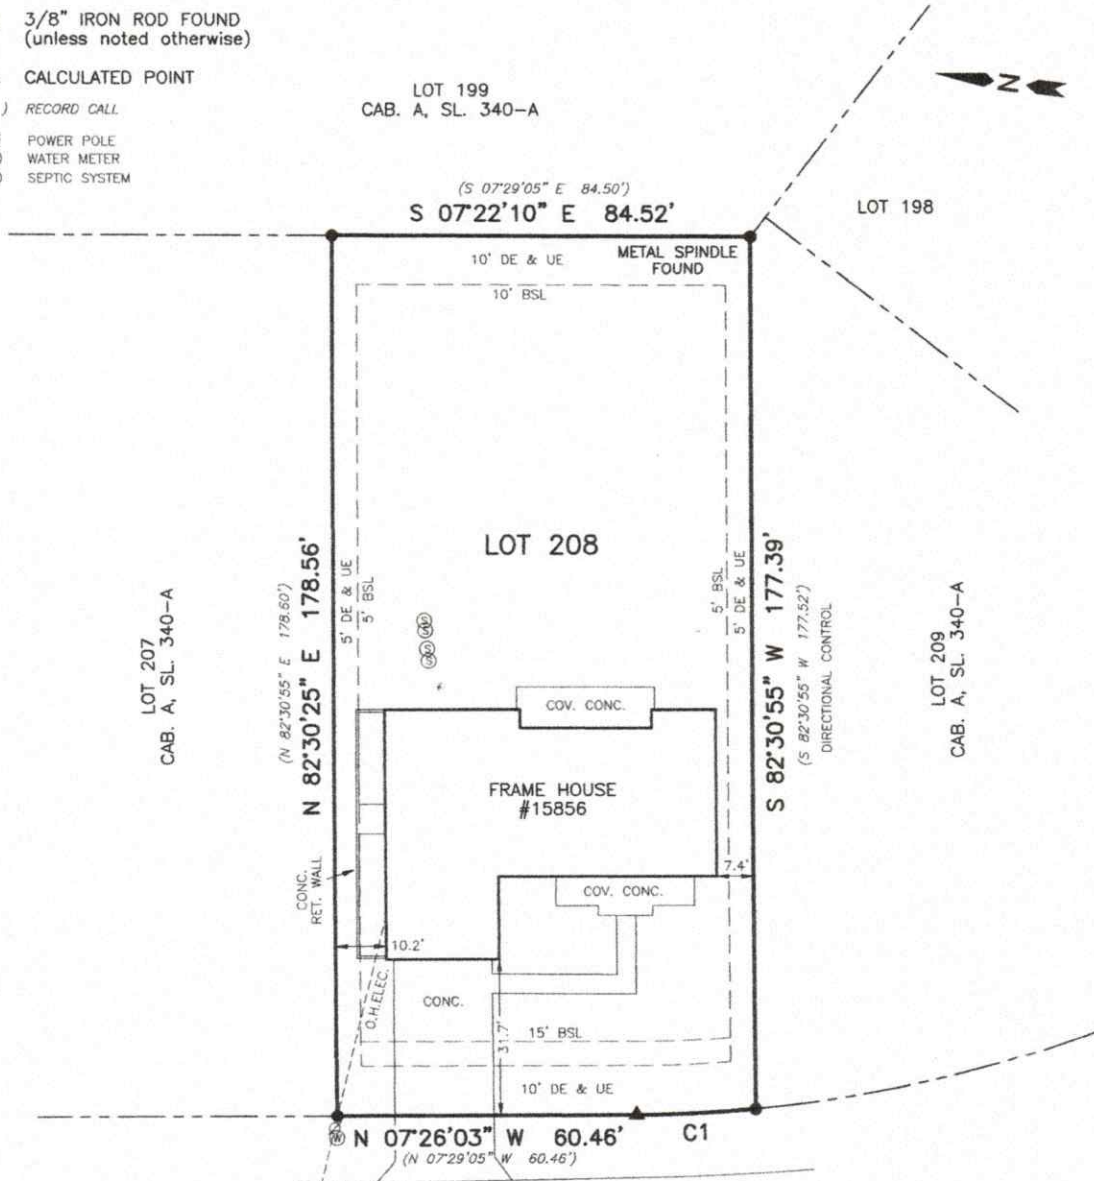 3/8" IRON ROD FOUND
(unless noted otherwise)
CALCULATED POINT
) RECORD CALL
POWER POLE
WATER METER
SEPTIC SYSTEM
LOT 199
CAB. A, SL. 340-A
N
(S 07°29'05" E 84.50')
S 07°22'10" E 84.52'
LOT 198
METAL SPINDLE
FOUND
10' DE & UE
10' BSL
LOT 208
5' DE & UE
5' BSL
5' BSL
5' DE & UE
N 82°30'25" E 178.56'
(N 82°30'55" E 178.60')
S 82°30'55" W 177.39'
(S 82°30'55" W 177.52')
DIRECTIONAL CONTROL
LOT 207
CAB. A, SL. 340-A
LOT 209
CAB. A, SL. 340-A
S
S
S
S
COV. CONC.
FRAME HOUSE
#15856
CONC.
RET. WALL
7.4'
COV. CONC.
10.2'
O.H.ELEC.
CONC.
31.7'
15' BSL
10' DE & UE
W
N 07°26'03" W 60.46'
C1
(N 07°29'05" W 60.46')